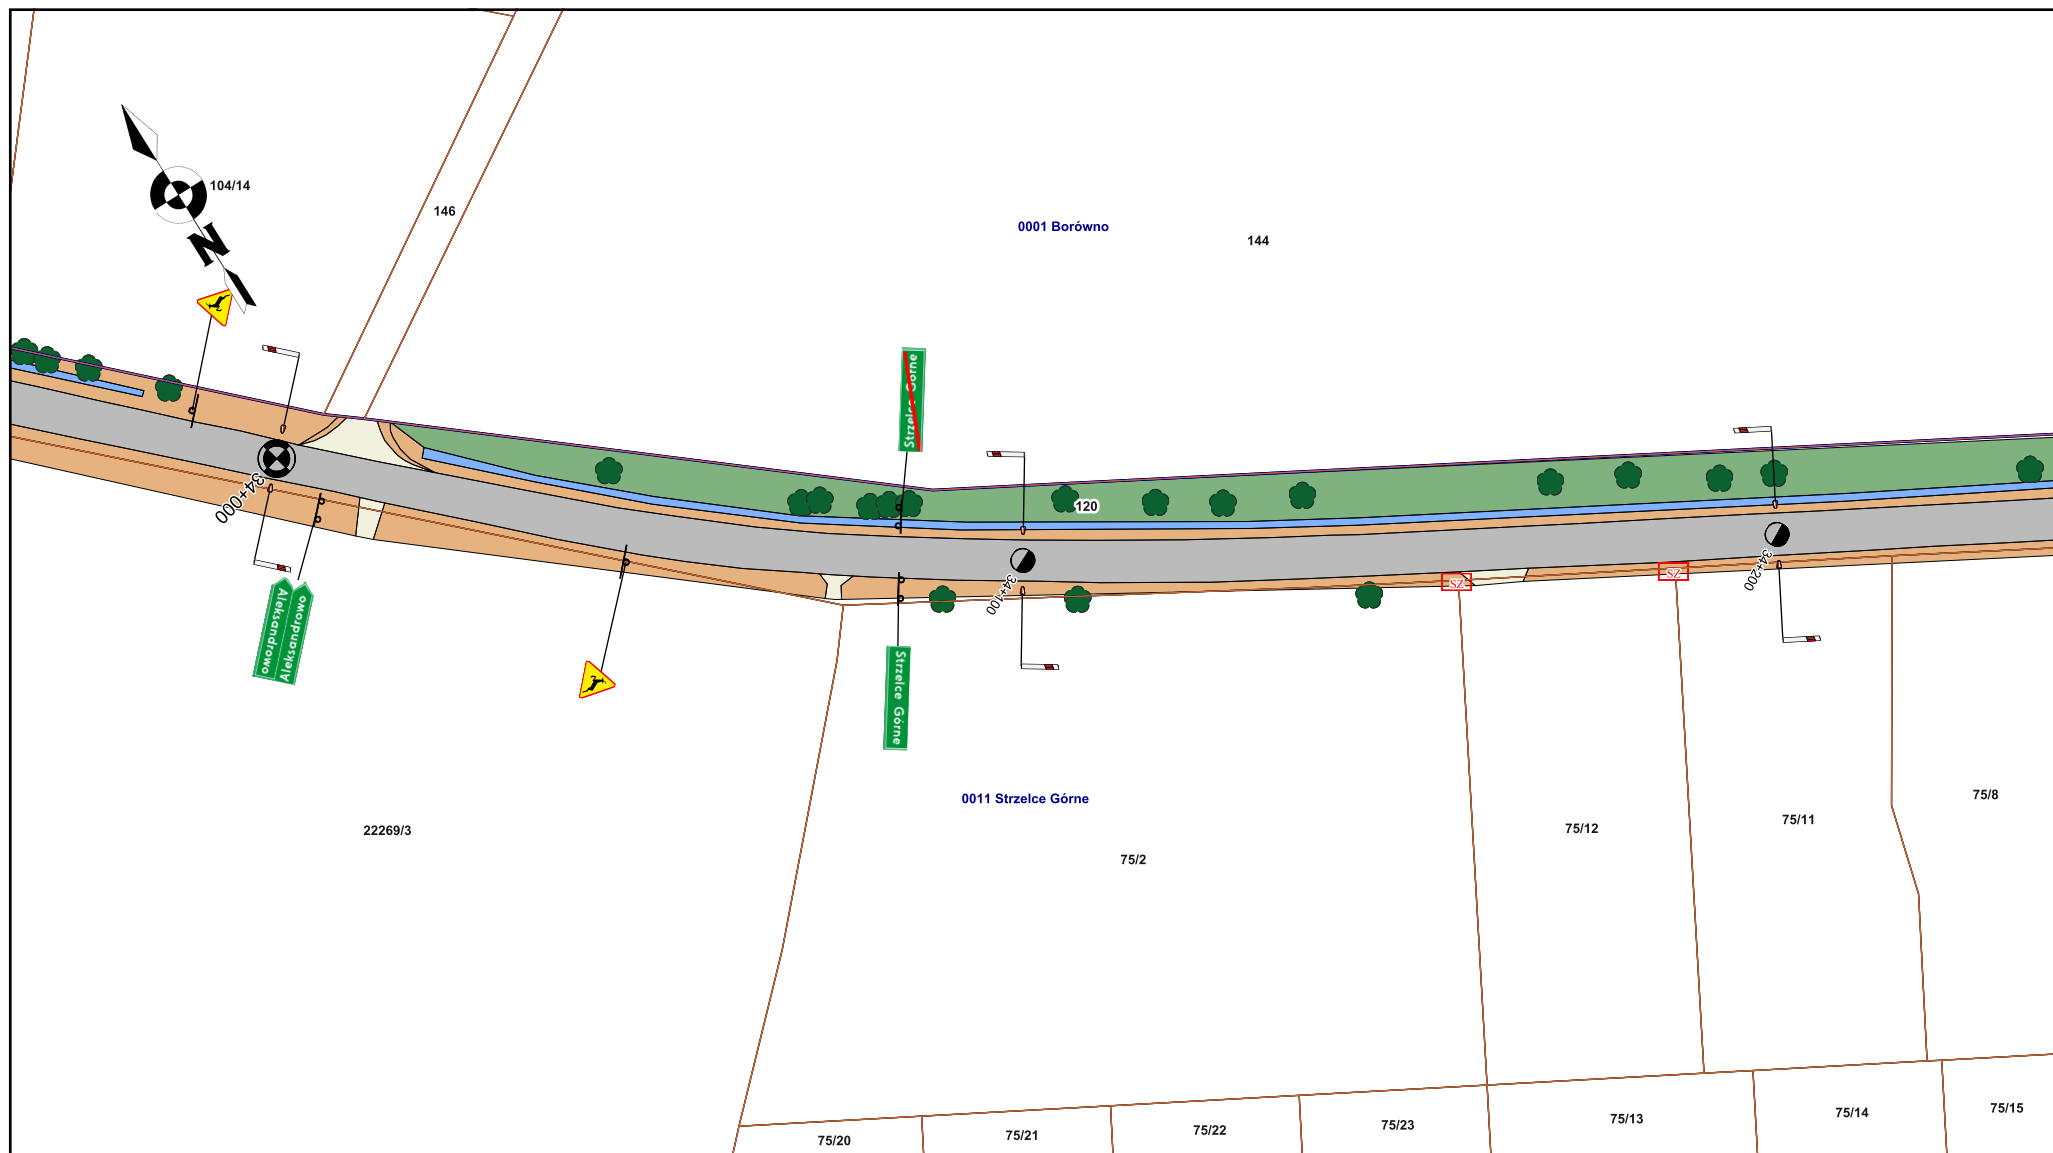 104/14
146
0001 Borówno
144
N
Strzelce Górne
34+000
120
34+100
34+200
SZ
SZ
Aleksandrowo
Aleksandrowo
Strzelce Górne
0011 Strzelce Górne
22269/3
75/2
75/12
75/11
75/8
75/20
75/21
75/22
75/23
75/13
75/14
75/15